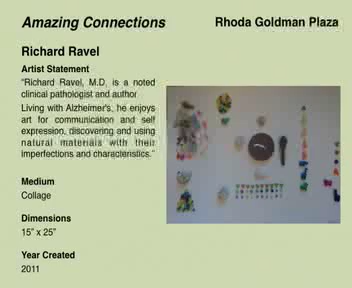 Amazing Connections
Rhoda Goldman Plaza
Richard Ravel
Artist Statement
"Richard Ravel, M.D. is a noted
clinical pathologist and author
Living with Alzheimer's, he enjoys
art for communication and self
expression, discovering and using
natural materials with their
imperfections and characteristics."
Medium
Collage
Dimensions
15" x 25"
Year Created
2011